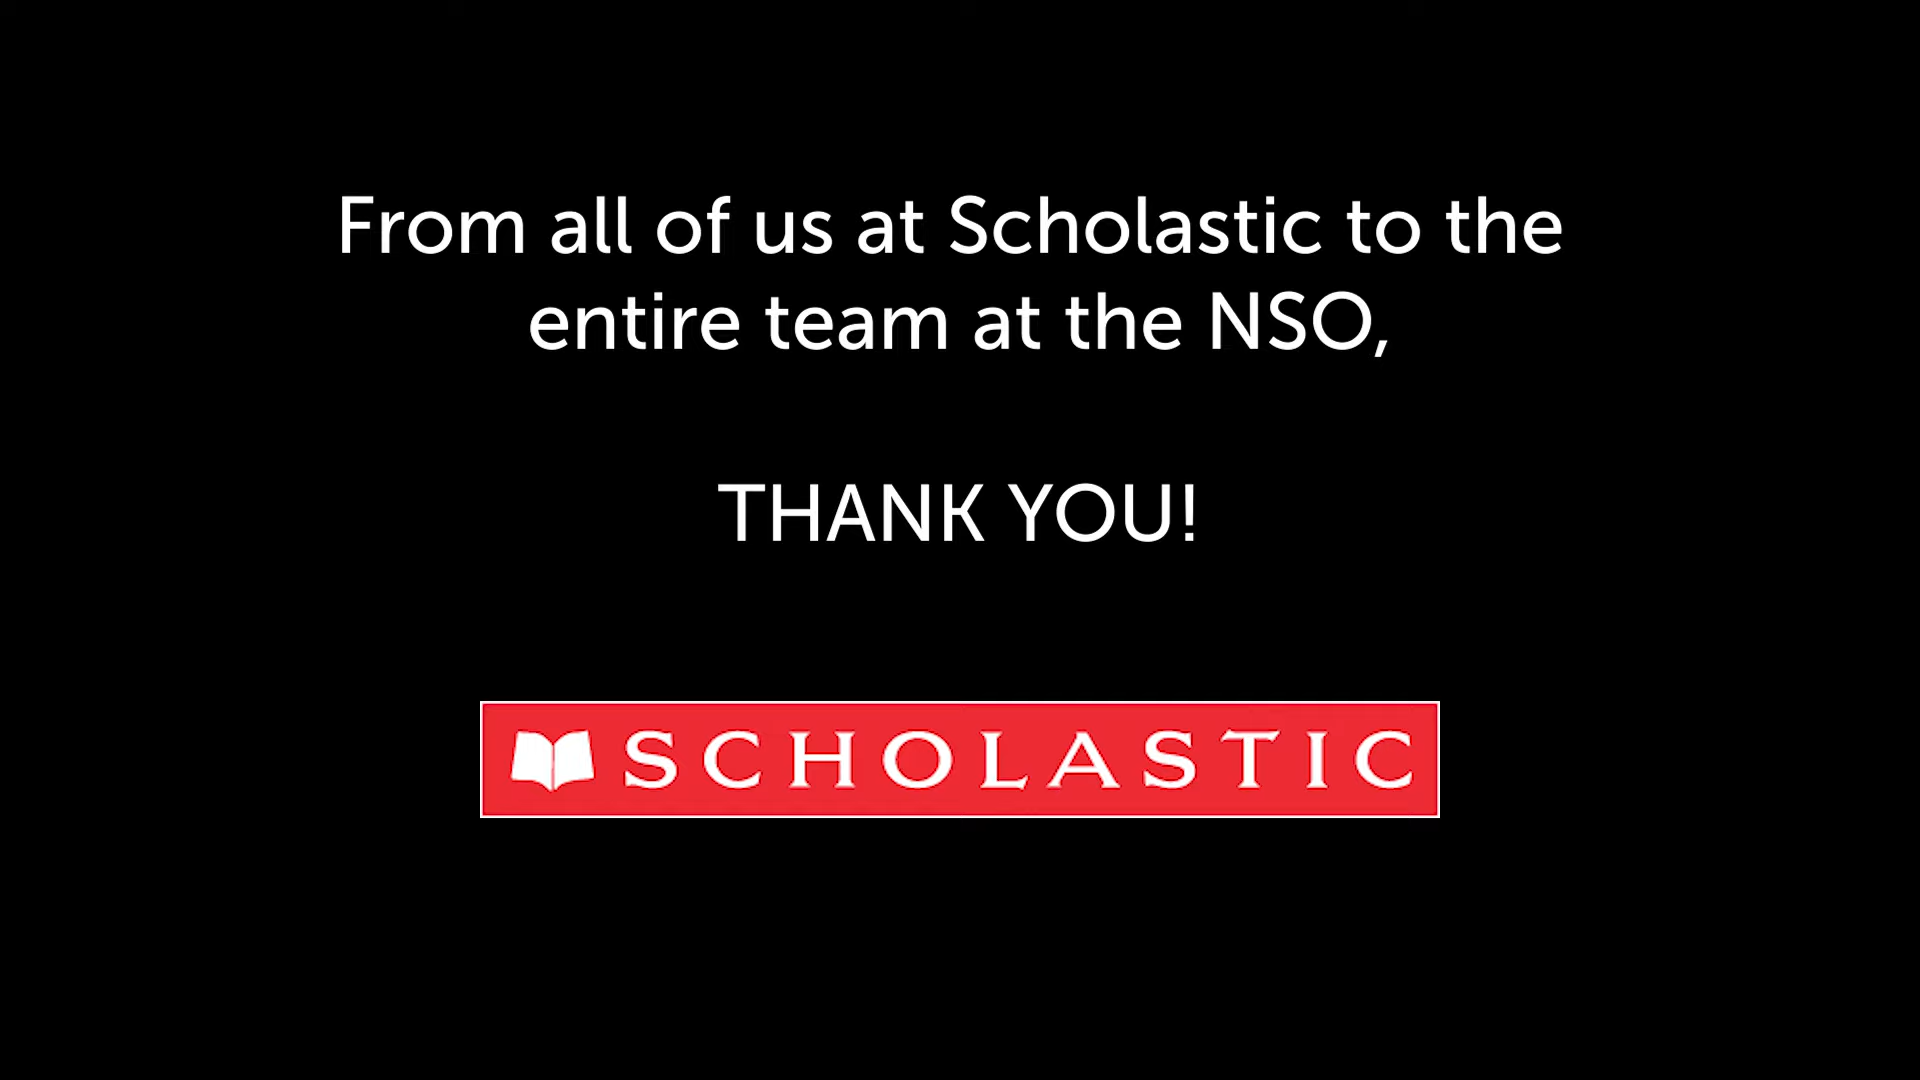 From all of us at Scholastic to the
entire team at the NSO,
THANK YOU!
SCHOLASTIC